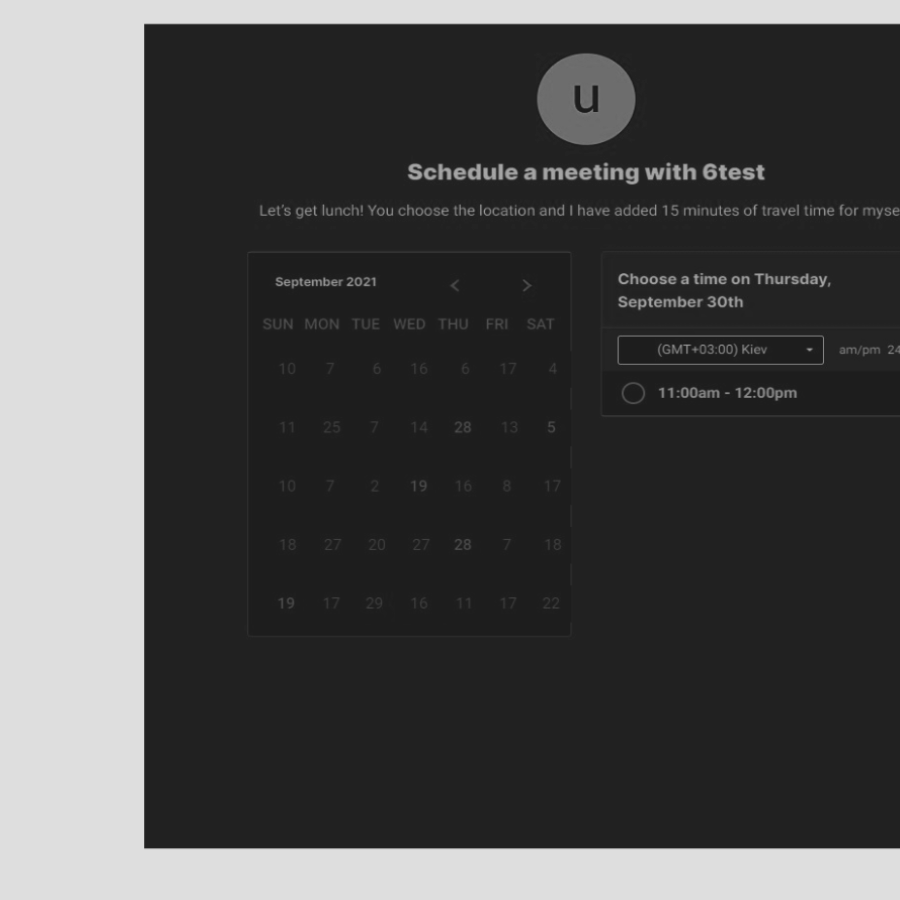 u
Schedule a meeting with 6test
Let's get lunch! You choose the location and I have added 15 minutes of travel time for myse
September 2021 < >
SUN MON TUE WED THU FRI SAT
10 7 6 16 6 17 4
11 25 7 14 28 13 5
10 7 2 19 16 8 17
18 27 20 27 28 7 18
19 17 29 16 11 17 22
Choose a time on Thursday,
September 30th
(GMT+03:00) Kiev am/pm 24
11:00am - 12:00pm